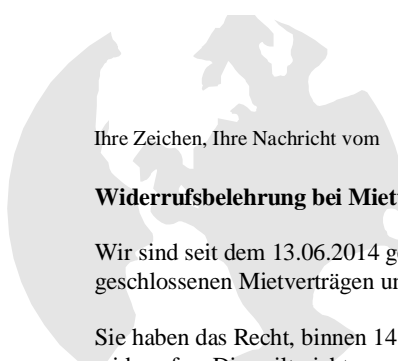 Ihre Zeichen, Ihre Nachricht vom
Widerrufsbelehrung bei
Wir sind seit dem 13.06.2014
geschlossenen Mietverträgen
Sie haben das Recht, binnen 14